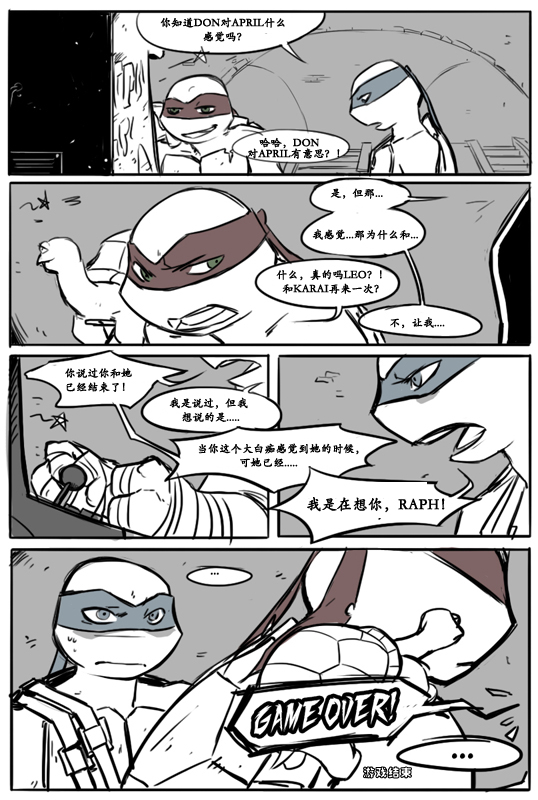 你知道DON对APRIL什么
感觉吗?
哈哈，DON
对APRIL有意思?!
是，但那...
我感觉...那为什么和...
什么，真的吗LEO?!
和KARAI再来一次?
不，让我....
你说过你和她
已经结束了!
我是说过，但我
想说的是.....
当你这个大白痴感觉到她的时候，
可她已经.....
我是在想你，RAPH!
...
GAME OVER!
...
游戏结束